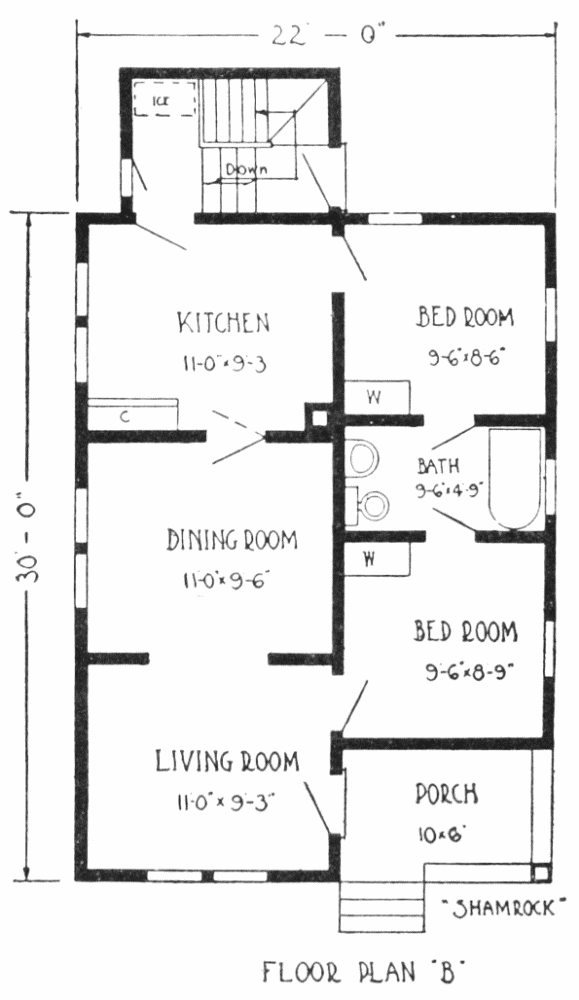 22' — 0"
ICE
Down
KITCHEN
11-0"×9-3
BED ROOM
9-6"×8-6"
W
C
BATH
9-6"×4-9"
30' — 0"
DINING ROOM
11-0"×9-6"
W
BED ROOM
9-6"×8-9"
LIVING ROOM
11-0" × 9-3"
PORCH
10×6'
"SHAMROCK"
FLOOR PLAN "B"